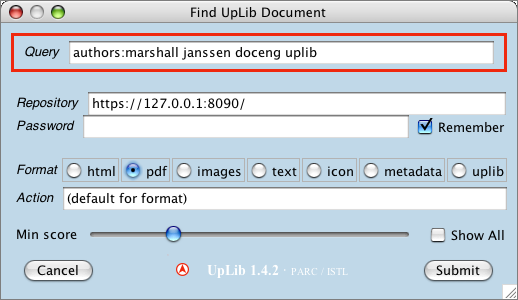 Find UpLib Document
Query authors:marshall janssen doceng uplib
Repository https://127.0.0.1:8090/
Password Remember
Format html pdf images text icon metadata uplib
Action (default for format)
Min score Show All
Cancel UpLib 1.4.2 - PARC / ISTL Submit